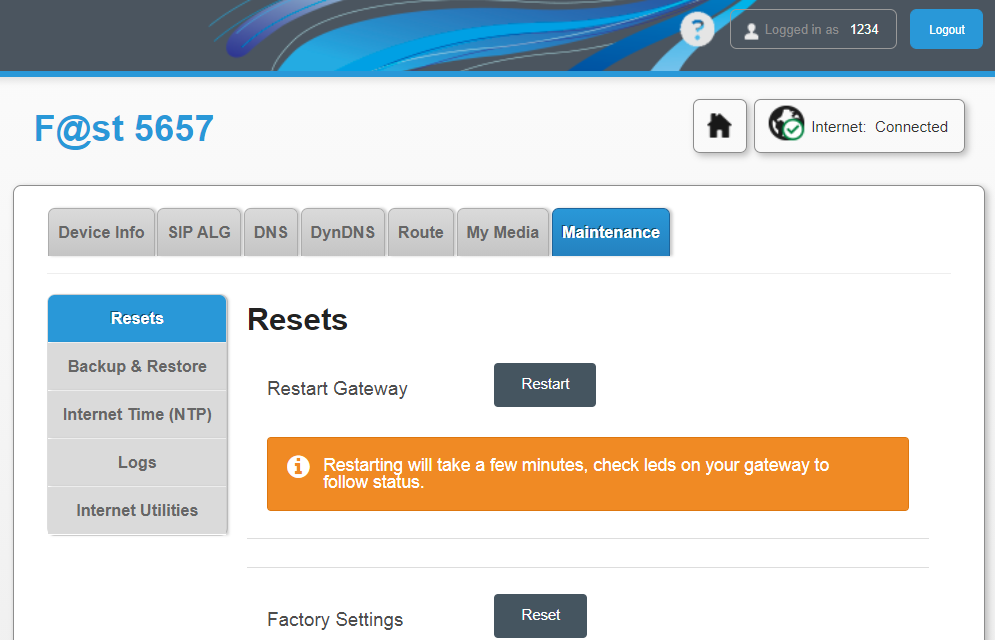 ?
Logged in as 1234
Logout
F@st 5657
Internet: Connected
Device Info
SIP ALG
DNS
DynDNS
Route
My Media
Maintenance
Resets
Backup & Restore
Internet Time (NTP)
Logs
Internet Utilities
Resets
Restart Gateway
Restart
Restarting will take a few minutes, check leds on your gateway to
follow status.
Factory Settings
Reset